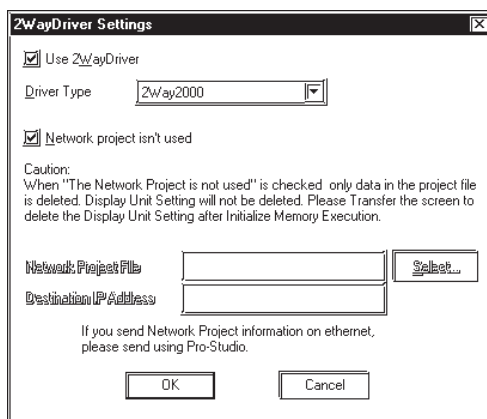 2WayDriver Settings
Use 2WayDriver
Driver Type 2Way2000
Network project isn't used
Caution:
When "The Network Project is not used" is checked only data in the project file
is deleted. Display Unit Setting will not be deleted. Please Transfer the screen to
delete the Display Unit Setting after Initialize Memory Execution.
Network Project File Select...
Destination IP Address
If you send Network Project information on ethernet,
please send using Pro-Studio.
OK Cancel